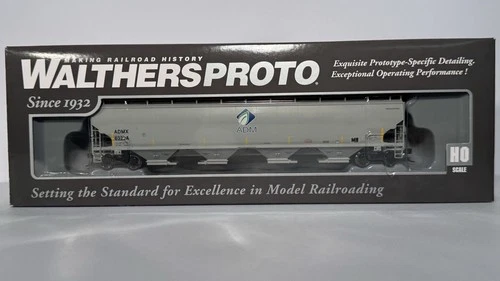 MAKING RAILROAD HISTORY
WALTHERSPROTO
Since 1932
Exquisite Prototype-Specific Detailing.
Exceptional Operating Performance !
ADMX
ADM
HO
SCALE
Setting the Standard for Excellence in Model Railroading